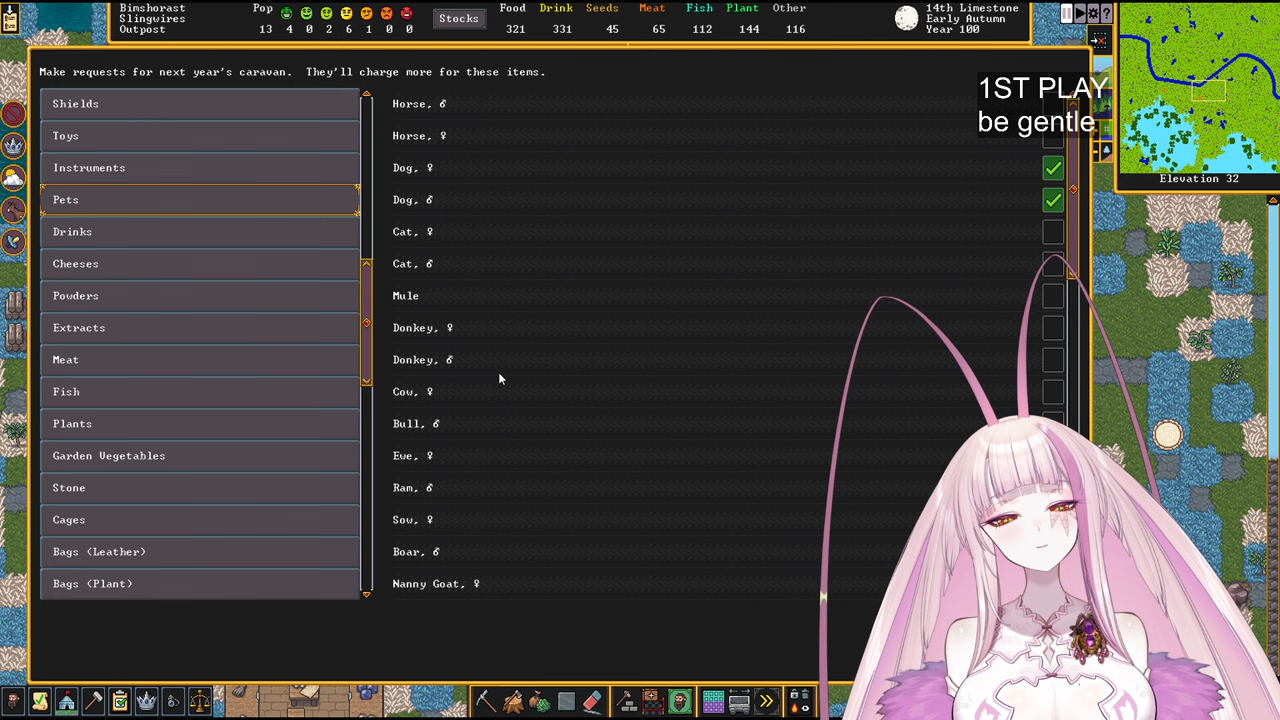 Binshorast
Slingwires
Outpost
Pop
13 4 0 2 6 1 0 0
Stocks
Food Drink Seeds Meat Fish Plant Other
321 331 45 65 112 144 116
14th Limestone
Early Autumn
Year 100
?
Make requests for next year's caravan. They'll charge more for these items.
1ST PLAY
be gentle
Elevation 32
Shields
Toys
Instruments
Pets
Drinks
Cheeses
Powders
Extracts
Meat
Fish
Plants
Garden Vegetables
Stone
Cages
Bags (Leather)
Bags (Plant)
Horse, ♂
Horse, ♀
Dog, ♀
Dog, ♂
Cat, ♀
Cat, ♂
Mule
Donkey, ♀
Donkey, ♂
Cow, ♀
Bull, ♂
Ewe, ♀
Ram, ♂
Sow, ♀
Boar, ♂
Nanny Goat, ♀